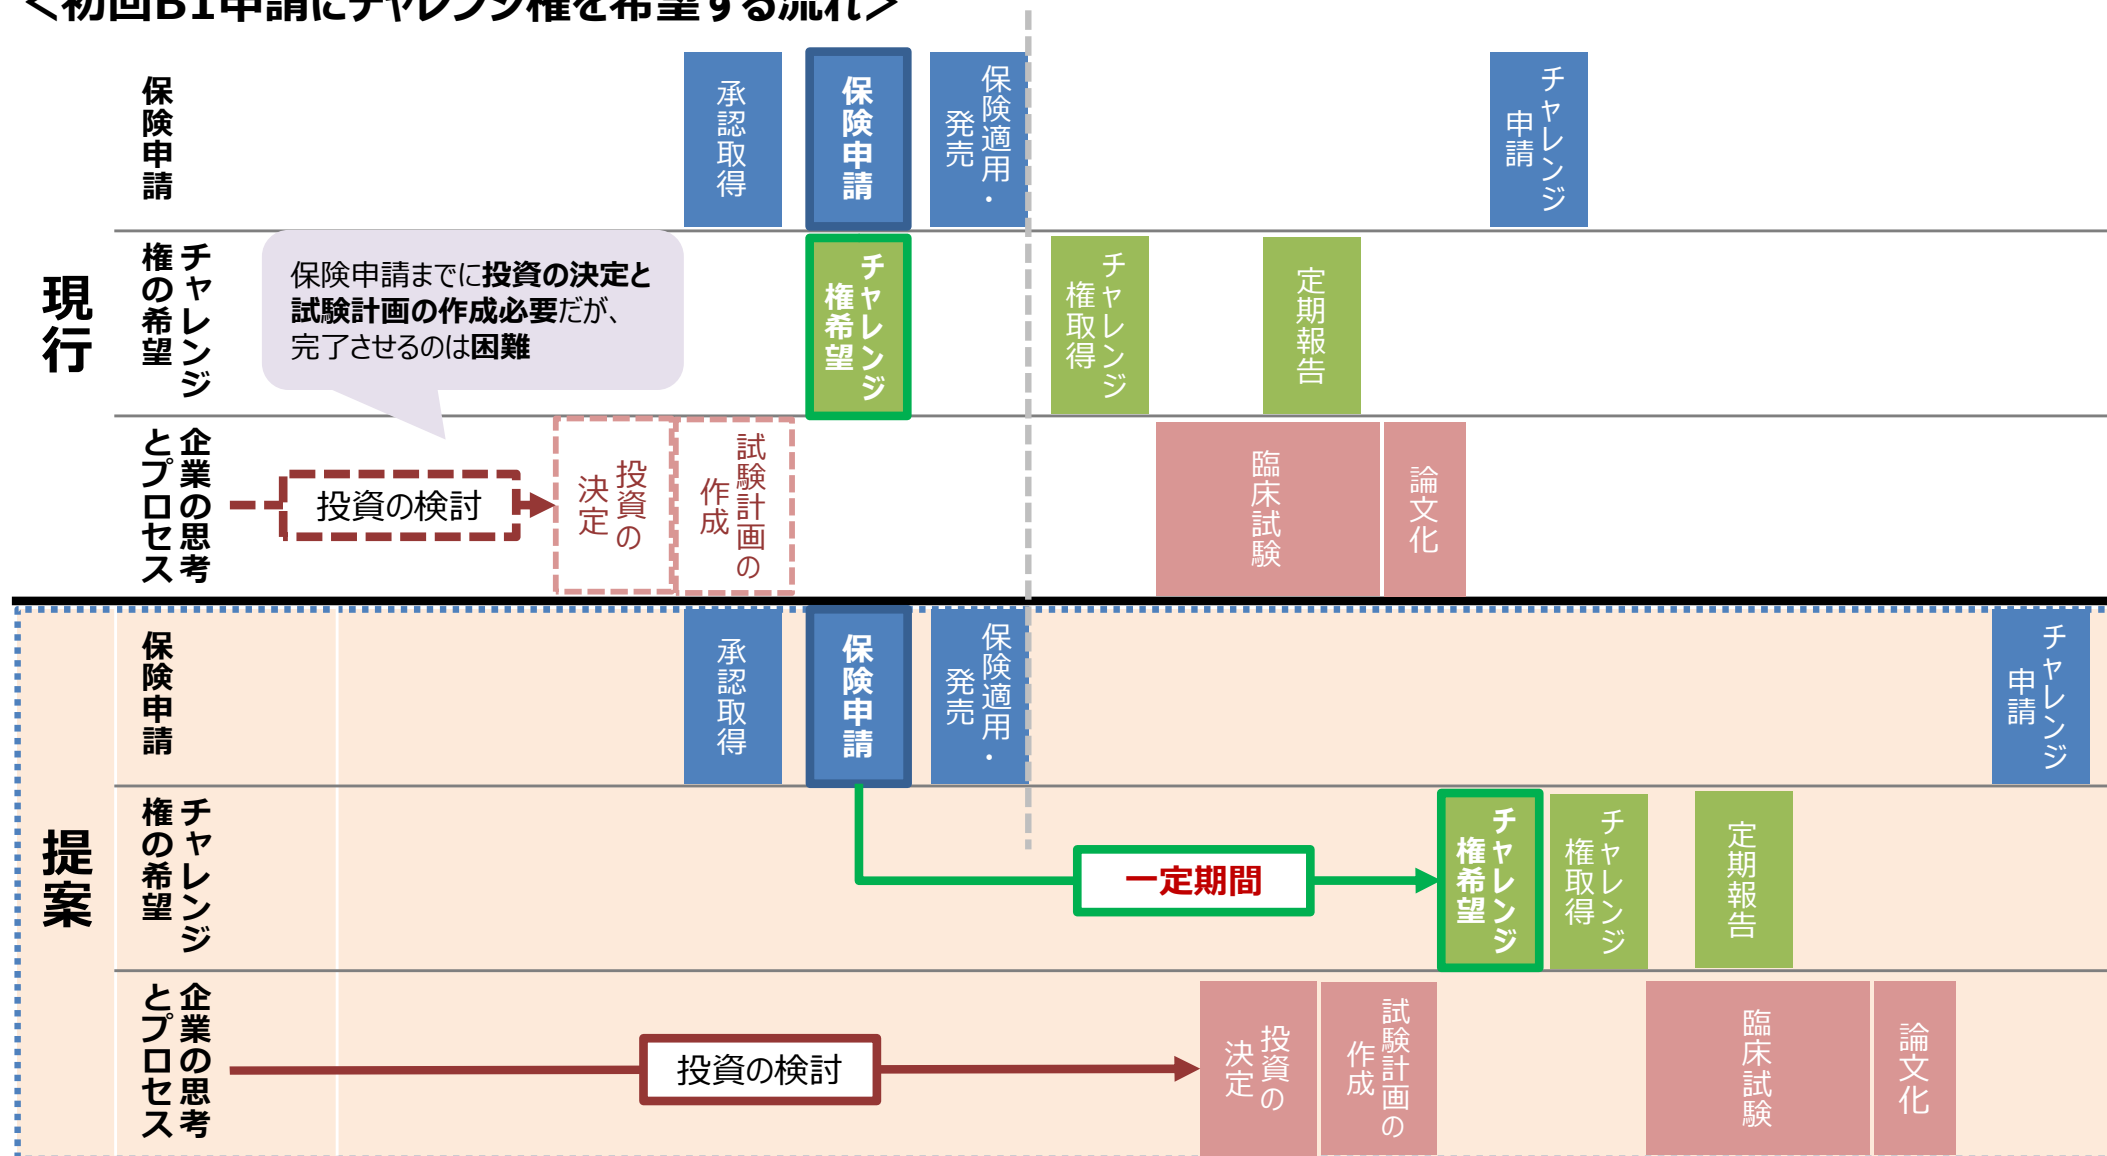 ＜初回B1申請にチャレンジ権を希望する流れ＞
現行
保険申請
承認取得
保険申請
保険適用・
発売
チャレンジ
申請
チャレンジ
権の希望
保険申請までに投資の決定と
試験計画の作成必要だが、
完了させるのは困難
チャレンジ
権希望
チャレンジ
権取得
定期報告
企業の思考
とプロセス
投資の検討
投資の
決定
試験計画の
作成
臨床試験
論文化
提案
保険申請
承認取得
保険申請
保険適用・
発売
チャレンジ
申請
チャレンジ
権の希望
一定期間
チャレンジ
権希望
チャレンジ
権取得
定期報告
企業の思考
とプロセス
投資の検討
投資の
決定
試験計画の
作成
臨床試験
論文化